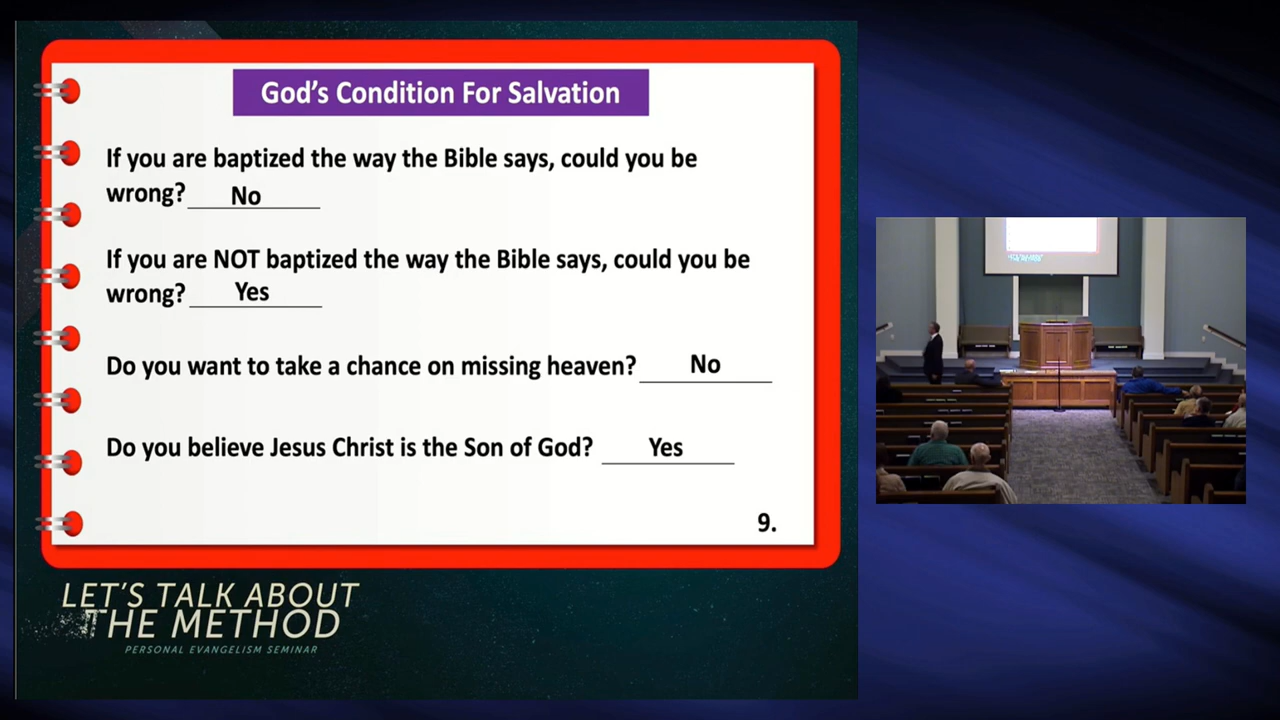 God's Condition For Salvation
If you are baptized the way the Bible says, could you be
wrong? No
If you are NOT baptized the way the Bible says, could you be
wrong? Yes
Do you want to take a chance on missing heaven? No
Do you believe Jesus Christ is the Son of God? Yes
9.
LET'S TALK ABOUT
THE METHOD
PERSONAL EVANGELISM SEMINAR